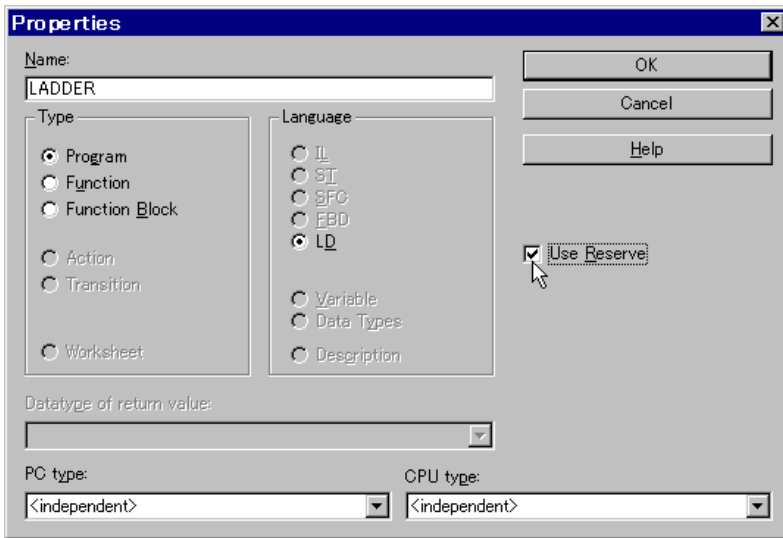 Properties
Name:
LADDER
OK
Cancel
Help
Type
Program
Function
Function Block
Action
Transition
Worksheet
Language
IL
ST
SFC
FBD
LD
Variable
Data Types
Description
Use Reserve
Datatype of return value:
PC type:
<independent>
CPU type:
<independent>